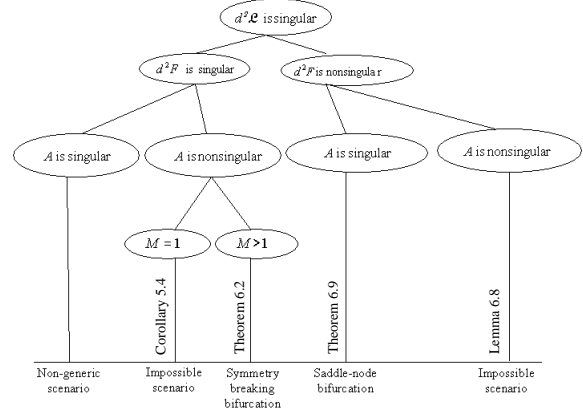 d²𝓛 is singular
d²F is singular
d²F is nonsingular
A is singular
A is nonsingular
A is singular
A is nonsingular
M = 1
M >1
Corollary 5.4
Theorem 6.2
Theorem 6.9
Lemma 6.8
Non-generic
scenario
Impossible
scenario
Symmetry
breaking
bifurcation
Saddle-node
bifurcation
Impossible
scenario